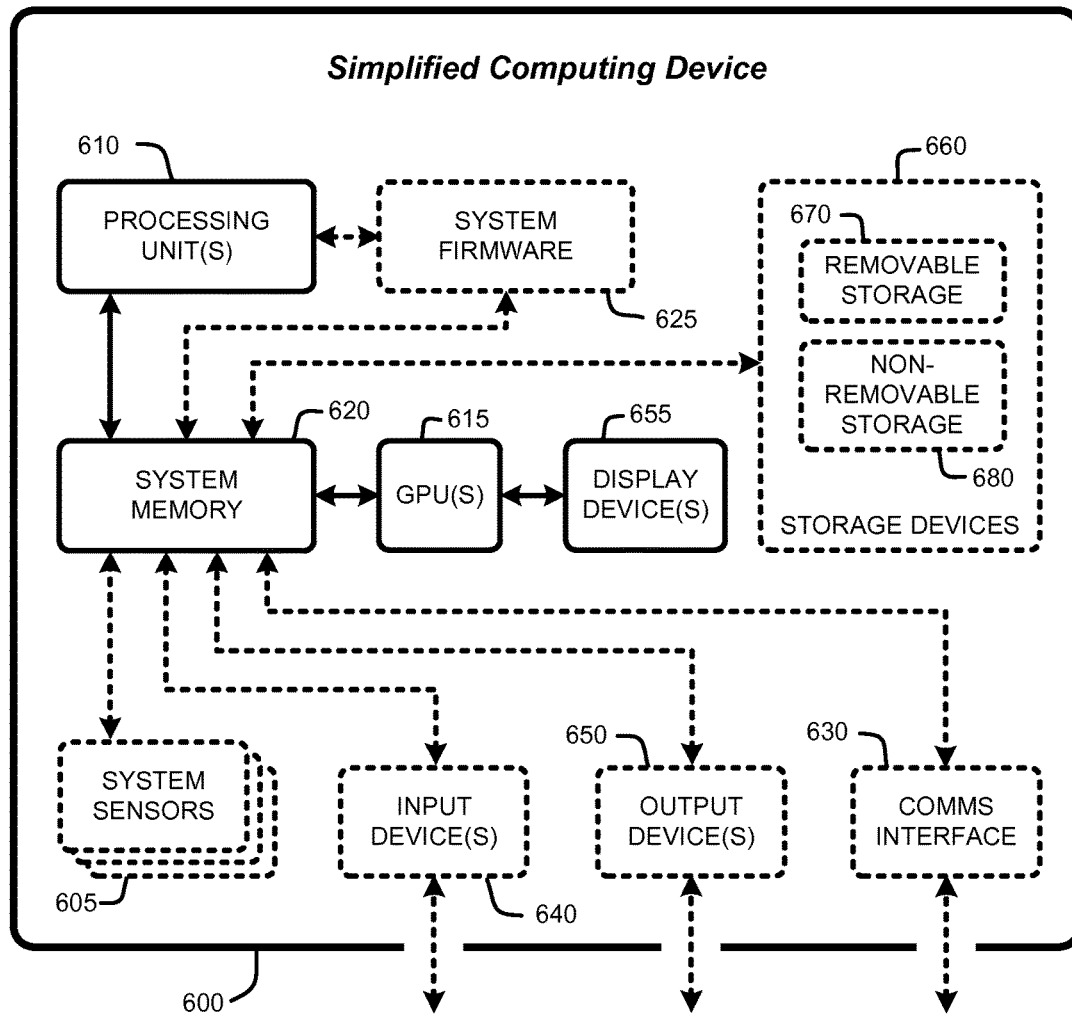 Simplified Computing Device
610
PROCESSING
UNIT(S)
SYSTEM
FIRMWARE
625
660
670
REMOVABLE
STORAGE
NON-
REMOVABLE
STORAGE
680
STORAGE DEVICES
620
SYSTEM
MEMORY
615
GPU(S)
655
DISPLAY
DEVICE(S)
SYSTEM
SENSORS
605
INPUT
DEVICE(S)
640
650
OUTPUT
DEVICE(S)
630
COMMS
INTERFACE
600